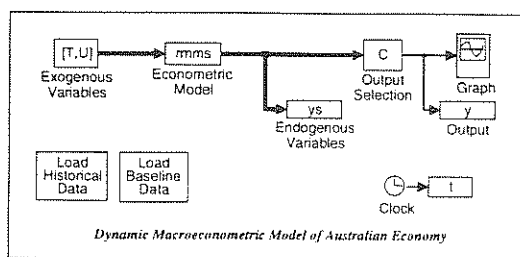 [T,U]
Exogenous
Variables
rmms
Econometric
Model
C
Output
Selection
Graph
ys
Endogenous
Variables
y
Output
Load
Historical
Data
Load
Baseline
Data
Clock
t
Dynamic Macroeconometric Model of Australian Economy